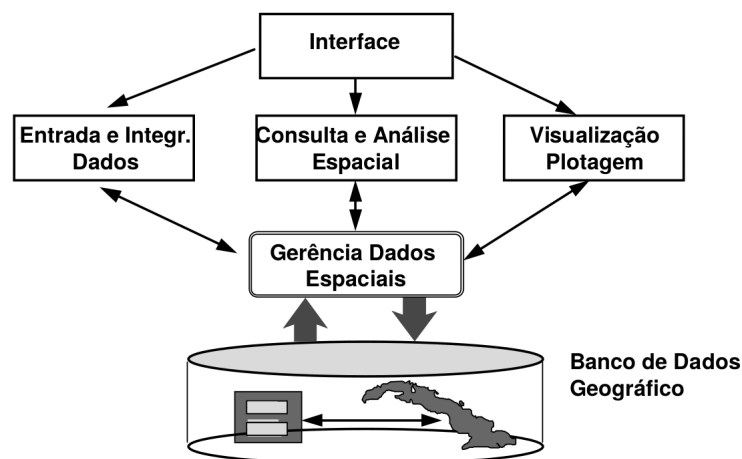 Interface
Entrada e Integr.
Dados
Consulta e Análise
Espacial
Visualização
Plotagem
Gerência Dados
Espaciais
Banco de Dados
Geográfico